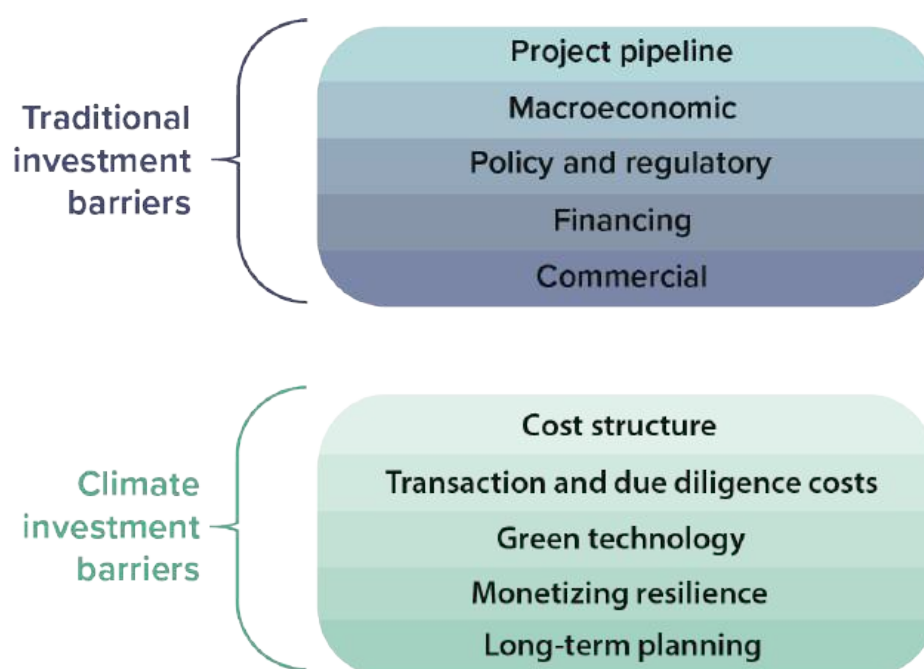 Traditional
investment
barriers
Project pipeline
Macroeconomic
Policy and regulatory
Financing
Commercial
Climate
investment
barriers
Cost structure
Transaction and due diligence costs
Green technology
Monetizing resilience
Long-term planning